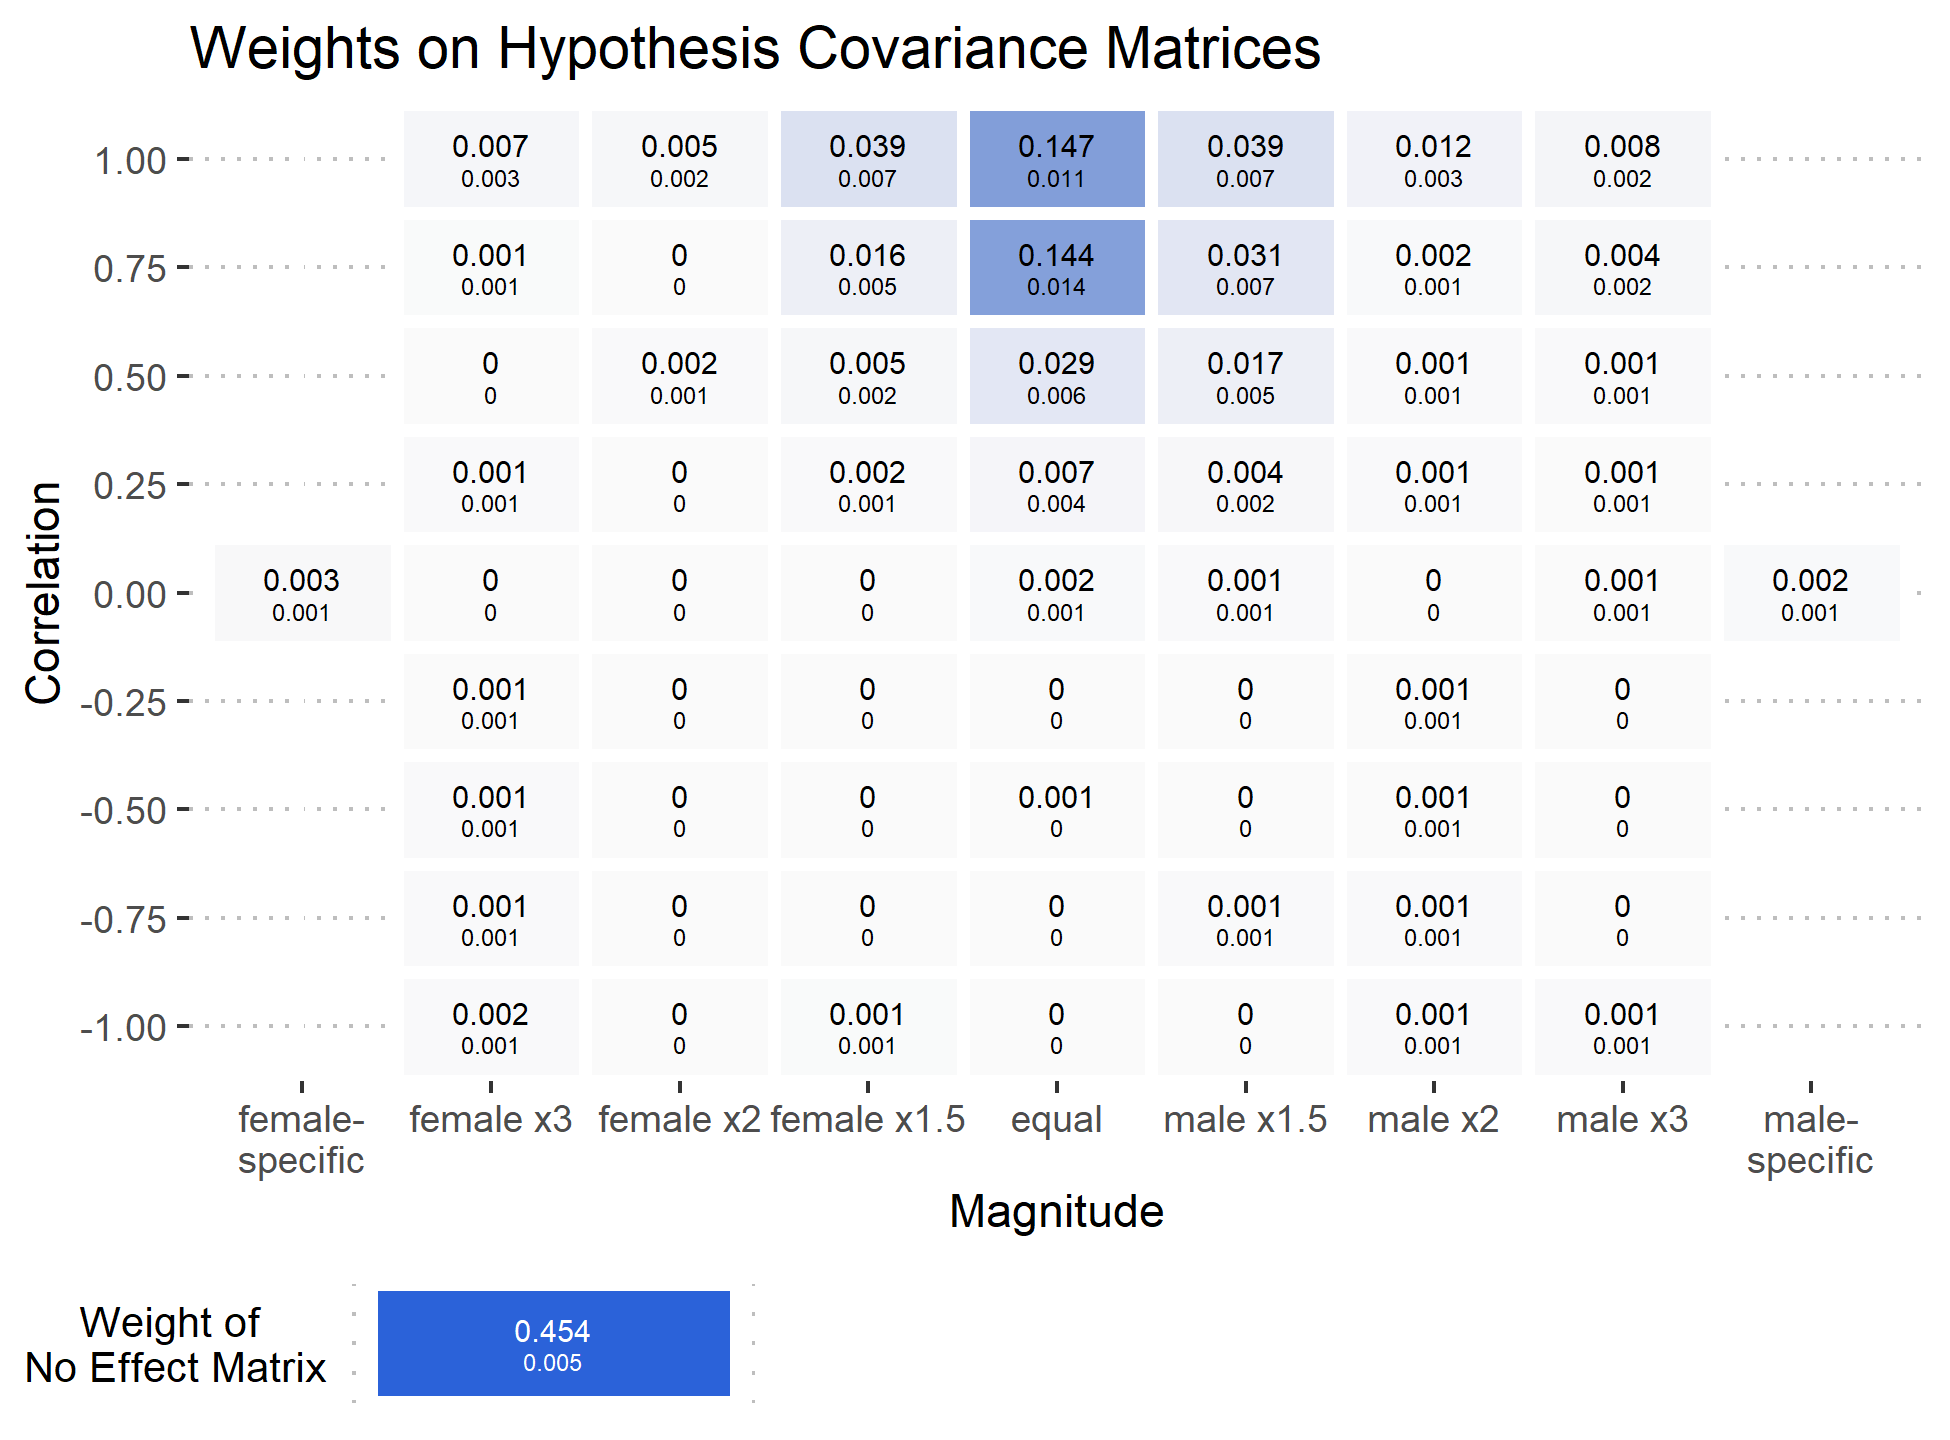 Weights on Hypothesis Covariance Matrices
1.00 0.007 0.005 0.039 0.147 0.039 0.012 0.008
0.003 0.002 0.007 0.011 0.007 0.003 0.002
0.75 0.001 0 0.016 0.144 0.031 0.002 0.004
0.001 0 0.005 0.014 0.007 0.001 0.002
0.50 0 0.002 0.005 0.029 0.017 0.001 0.001
0 0.001 0.002 0.006 0.005 0.001 0.001
0.25 0.001 0 0.002 0.007 0.004 0.001 0.001
0.001 0 0.001 0.004 0.002 0.001 0.001
Correlation
0.00 0.003 0 0 0 0.002 0.001 0 0.001 0.002
0.001 0 0 0 0.001 0.001 0 0.001 0.001
-0.25 0.001 0 0 0 0 0.001 0
0.001 0 0 0 0 0.001 0
-0.50 0.001 0 0 0.001 0 0.001 0
0.001 0 0 0 0 0.001 0
-0.75 0.001 0 0 0 0.001 0.001 0
0.001 0 0 0 0.001 0.001 0
-1.00 0.002 0 0.001 0 0 0.001 0.001
0.001 0 0.001 0 0 0.001 0.001
female- female x3 female x2 female x1.5 equal male x1.5 male x2 male x3 male-
specific specific
Magnitude
Weight of
No Effect Matrix
0.454
0.005